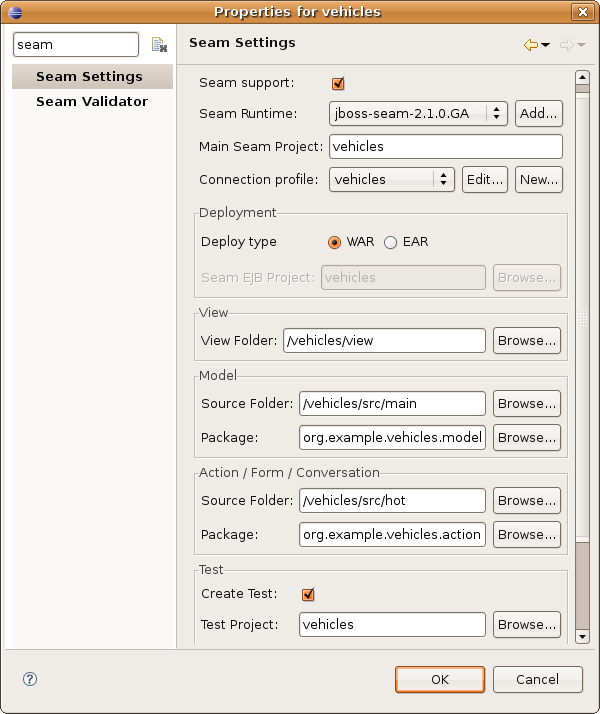 Properties for vehicles
seam
Seam Settings
Seam Validator
Seam Settings
Seam support:
Seam Runtime: jboss-seam-2.1.0.GA Add...
Main Seam Project: vehicles
Connection profile: vehicles Edit... New...
Deployment
Deploy type WAR EAR
Seam EJB Project: vehicles Browse...
View
View Folder: /vehicles/view Browse...
Model
Source Folder: /vehicles/src/main Browse...
Package: org.example.vehicles.model Browse...
Action / Form / Conversation
Source Folder: /vehicles/src/hot Browse...
Package: org.example.vehicles.action Browse...
Test
Create Test:
Test Project: vehicles Browse...
? OK Cancel